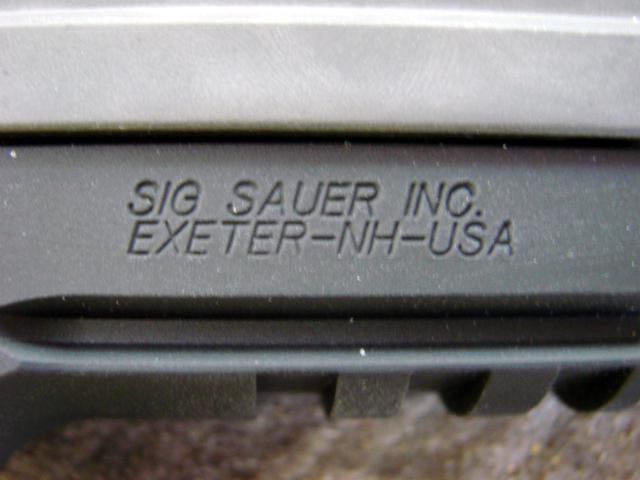 SIG SAUER INC.
EXETER-NH-USA